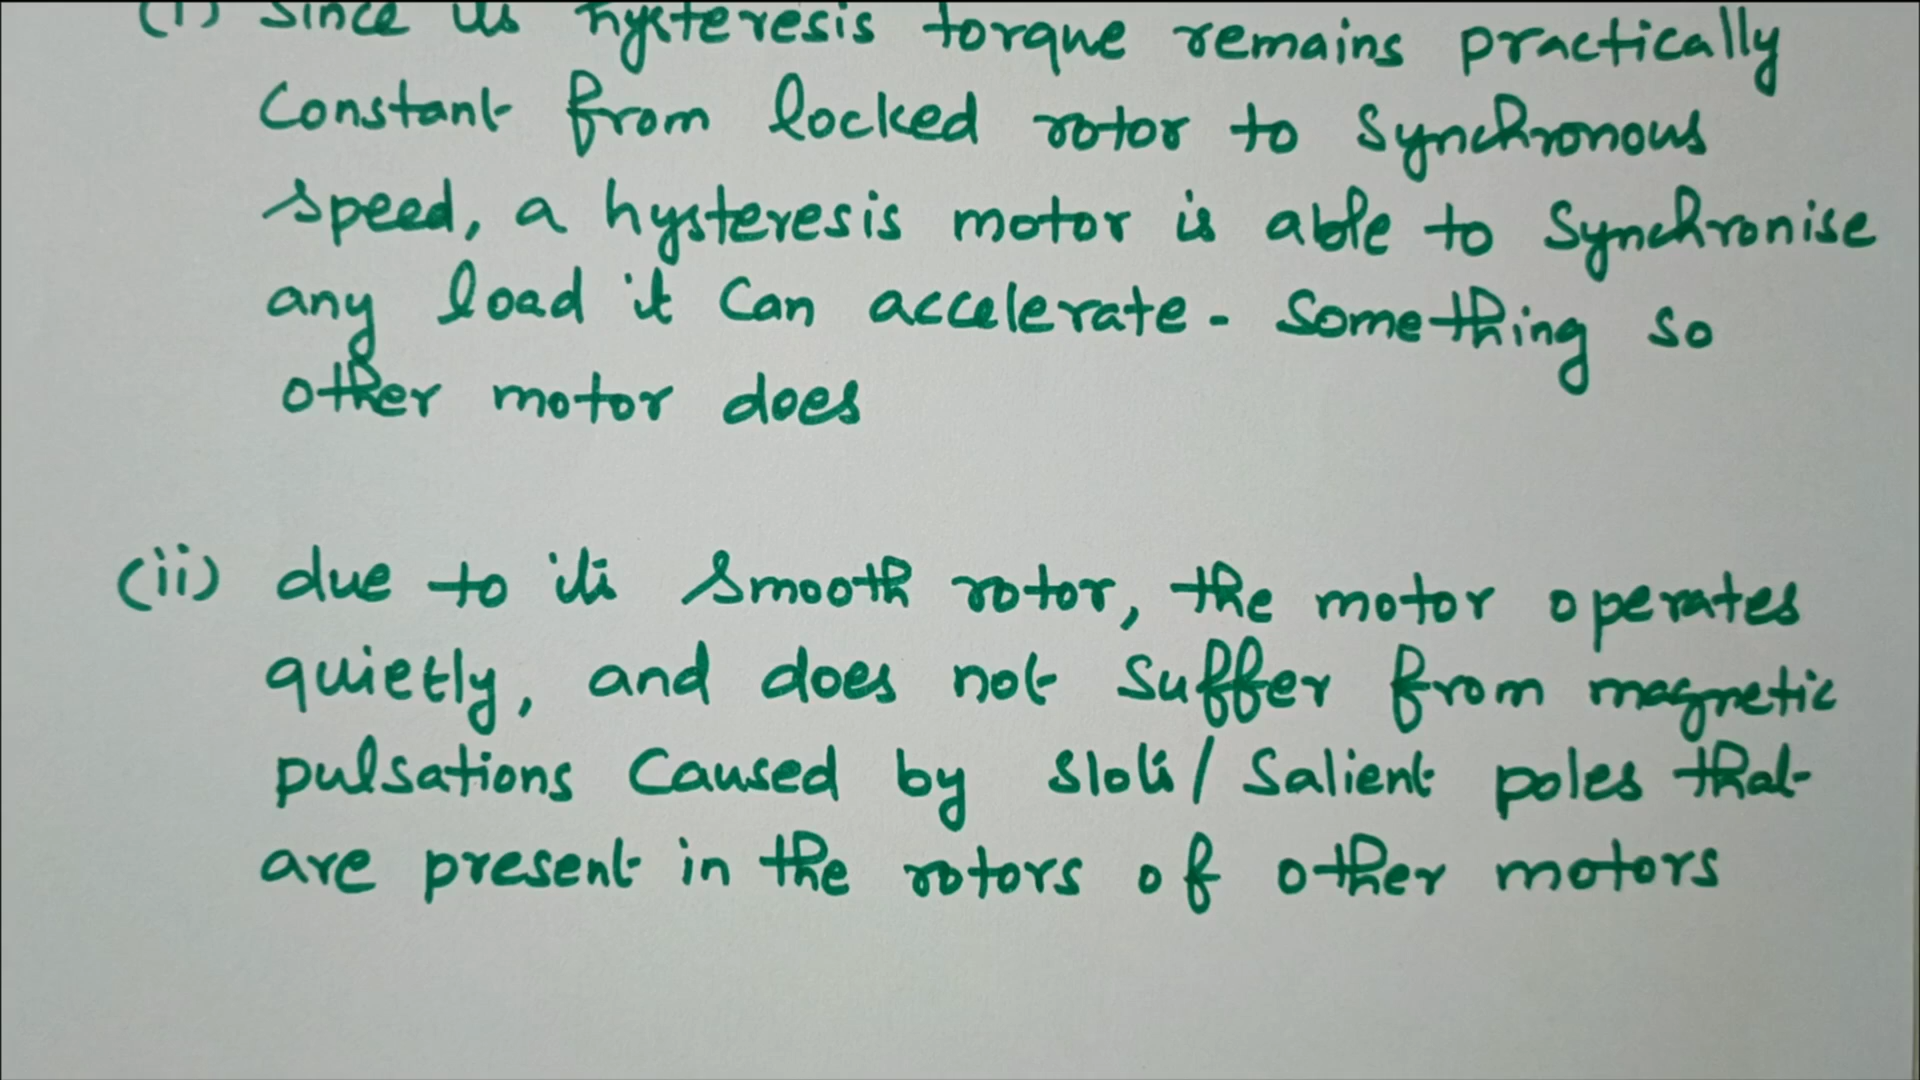 (i) Since its hysteresis torque remains practically
Constant from locked rotor to Synchronous
speed, a hysteresis motor is able to Synchronise
any load it Can accelerate - Something so
other motor does
(ii) due to its Smooth rotor, the motor operates
quietly, and does not Suffer from magnetic
pulsations Caused by slots/ Salient poles that
are present in the rotors of other motors